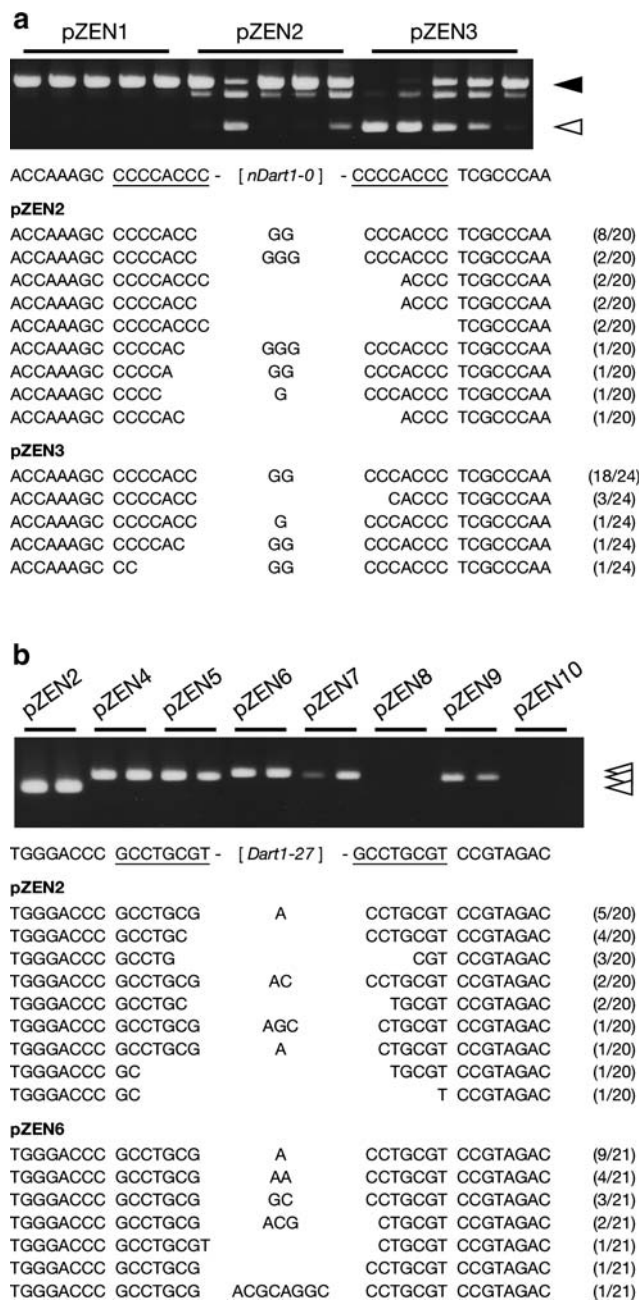 a
pZEN1 pZEN2 pZEN3
ACCAAAGC CCCCACCC - [ nDart1-0 ] - CCCCACCC TCGCCCAA
pZEN2
ACCAAAGC CCCCACC GG CCCACCC TCGCCCAA (8/20)
ACCAAAGC CCCCACC GGG CCCACCC TCGCCCAA (2/20)
ACCAAAGC CCCCACCC ACCC TCGCCCAA (2/20)
ACCAAAGC CCCCACC ACCC TCGCCCAA (2/20)
ACCAAAGC CCCCACCC TCGCCCAA (2/20)
ACCAAAGC CCCCAC GGG CCCACCC TCGCCCAA (1/20)
ACCAAAGC CCCCA GG CCCACCC TCGCCCAA (1/20)
ACCAAAGC CCCC G CCCACCC TCGCCCAA (1/20)
ACCAAAGC CCCCAC ACCC TCGCCCAA (1/20)
pZEN3
ACCAAAGC CCCCACC GG CCCACCC TCGCCCAA (18/24)
ACCAAAGC CCCCACC CACCC TCGCCCAA (3/24)
ACCAAAGC CCCCACC G CCCACCC TCGCCCAA (1/24)
ACCAAAGC CCCCAC GG CCCACCC TCGCCCAA (1/24)
ACCAAAGC CC GG CCCACCC TCGCCCAA (1/24)
b
pZEN2 pZEN4 pZEN5 pZEN6 pZEN7 pZEN8 pZEN9 pZEN10
TGGGACCC GCCTGCGT - [ Dart1-27 ] - GCCTGCGT CCGTAGAC
pZEN2
TGGGACCC GCCTGCG A CCTGCGT CCGTAGAC (5/20)
TGGGACCC GCCTGC CCTGCGT CCGTAGAC (4/20)
TGGGACCC GCCTG CGT CCGTAGAC (3/20)
TGGGACCC GCCTGCG AC CCTGCGT CCGTAGAC (2/20)
TGGGACCC GCCTGC TGCGT CCGTAGAC (2/20)
TGGGACCC GCCTGCG AGC CTGCGT CCGTAGAC (1/20)
TGGGACCC GCCTGCG A CTGCGT CCGTAGAC (1/20)
TGGGACCC GC TGCGT CCGTAGAC (1/20)
TGGGACCC GC T CCGTAGAC (1/20)
pZEN6
TGGGACCC GCCTGCG A CCTGCGT CCGTAGAC (9/21)
TGGGACCC GCCTGCG AA CCTGCGT CCGTAGAC (4/21)
TGGGACCC GCCTGCG GC CCTGCGT CCGTAGAC (3/21)
TGGGACCC GCCTGCG ACG CTGCGT CCGTAGAC (2/21)
TGGGACCC GCCTGCGT CTGCGT CCGTAGAC (1/21)
TGGGACCC GCCTGCG CCTGCGT CCGTAGAC (1/21)
TGGGACCC GCCTGCG ACGCAGGC CCTGCGT CCGTAGAC (1/21)